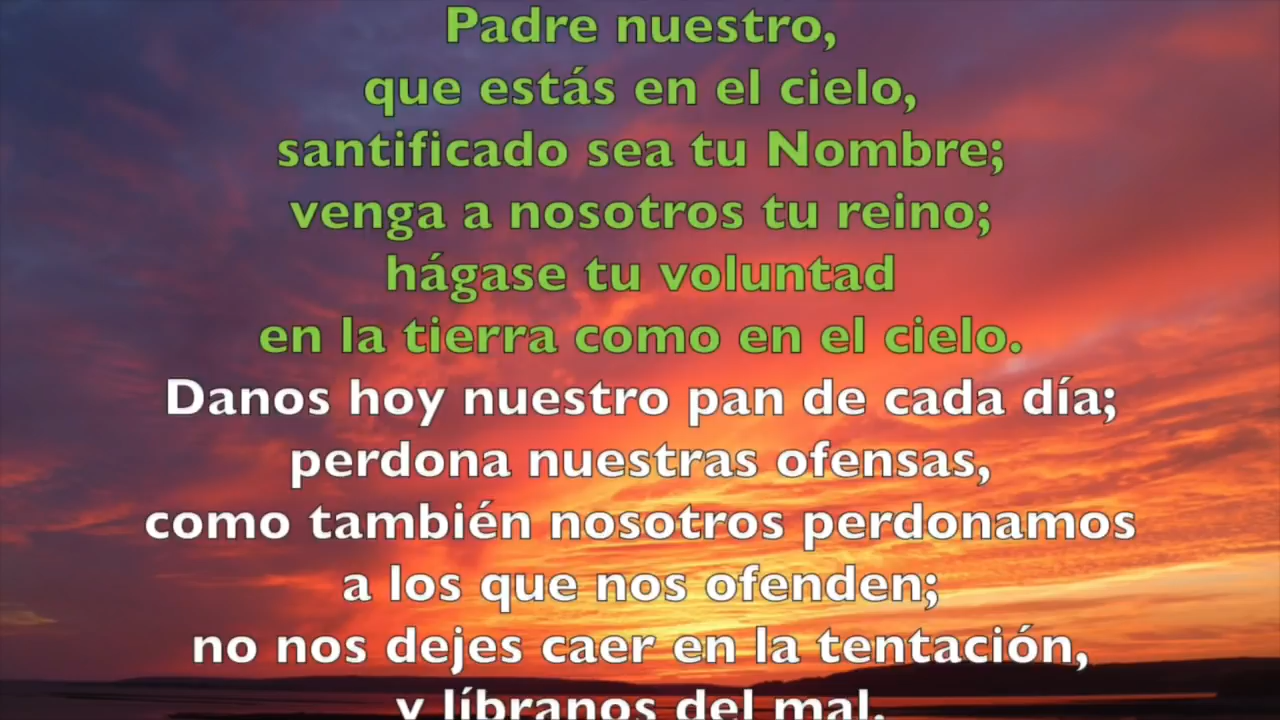 Padre nuestro,
que estás en el cielo,
santificado sea tu Nombre;
venga a nosotros tu reino;
hágase tu voluntad
en la tierra como en el cielo.
Danos hoy nuestro pan de cada día;
perdona nuestras ofensas,
como también nosotros perdonamos
a los que nos ofenden;
no nos dejes caer en la tentación,
y líbranos del mal.